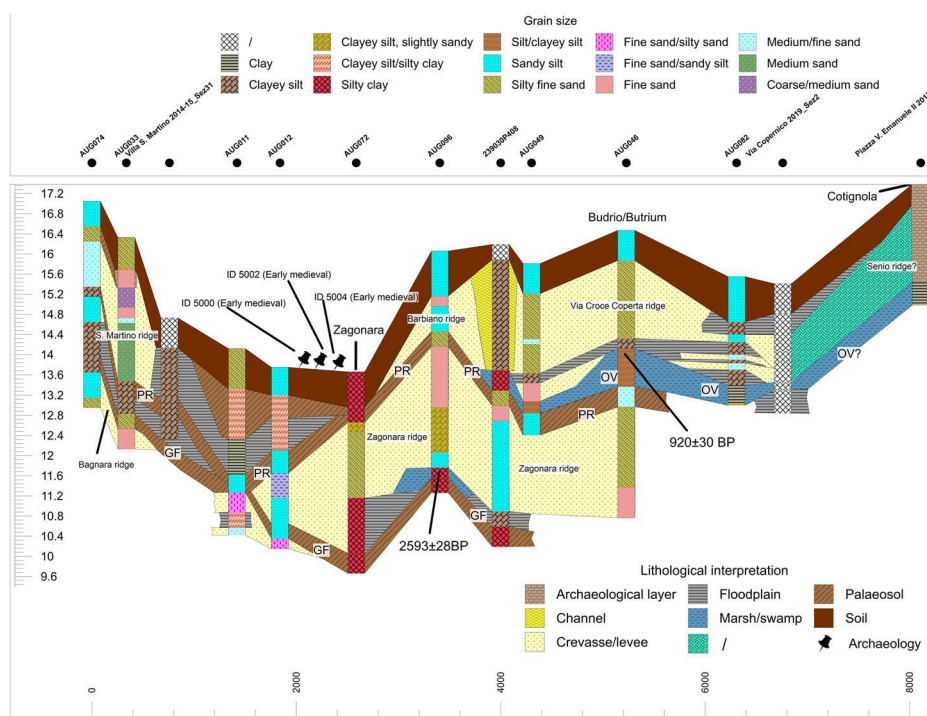 Grain size
/
Clay
Clayey silt
Clayey silt, slightly sandy
Clayey silt/silty clay
Silty clay
Silt/clayey silt
Sandy silt
Silty fine sand
Fine sand/silty sand
Fine sand/sandy silt
Fine sand
Medium/fine sand
Medium sand
Coarse/medium sand
AUG074
AUG033
Villa S. Martino 2014-15_Sez31
AUG011
AUG012
AUG072
AUG096
239030P408
AUG049
AUG046
AUG082
Via Copernico 2019_Sez2
Piazza V. Emanuele II
17.2
16.8
16.4
16
15.6
15.2
14.8
14.4
14
13.6
13.2
12.8
12.4
12
11.6
11.2
10.8
10.4
10
9.6
Cotignola
Budrio/Butrium
Senio ridge?
ID 5002 (Early medieval)
ID 5000 (Early medieval)
ID 5004 (Early medieval)
Zagonara
Barbiano ridge
Via Croce Coperta ridge
S. Martino ridge
OV?
PR
PR
PR
OV
OV
PR
PR
Zagonara ridge
920±30 BP
GF
Bagnara ridge
PR
Zagonara ridge
GF
GF
2593±28BP
Lithological interpretation
Archaeological layer
Channel
Crevasse/levee
Floodplain
Marsh/swamp
/
Palaeosol
Soil
Archaeology
0
2000
4000
6000
8000